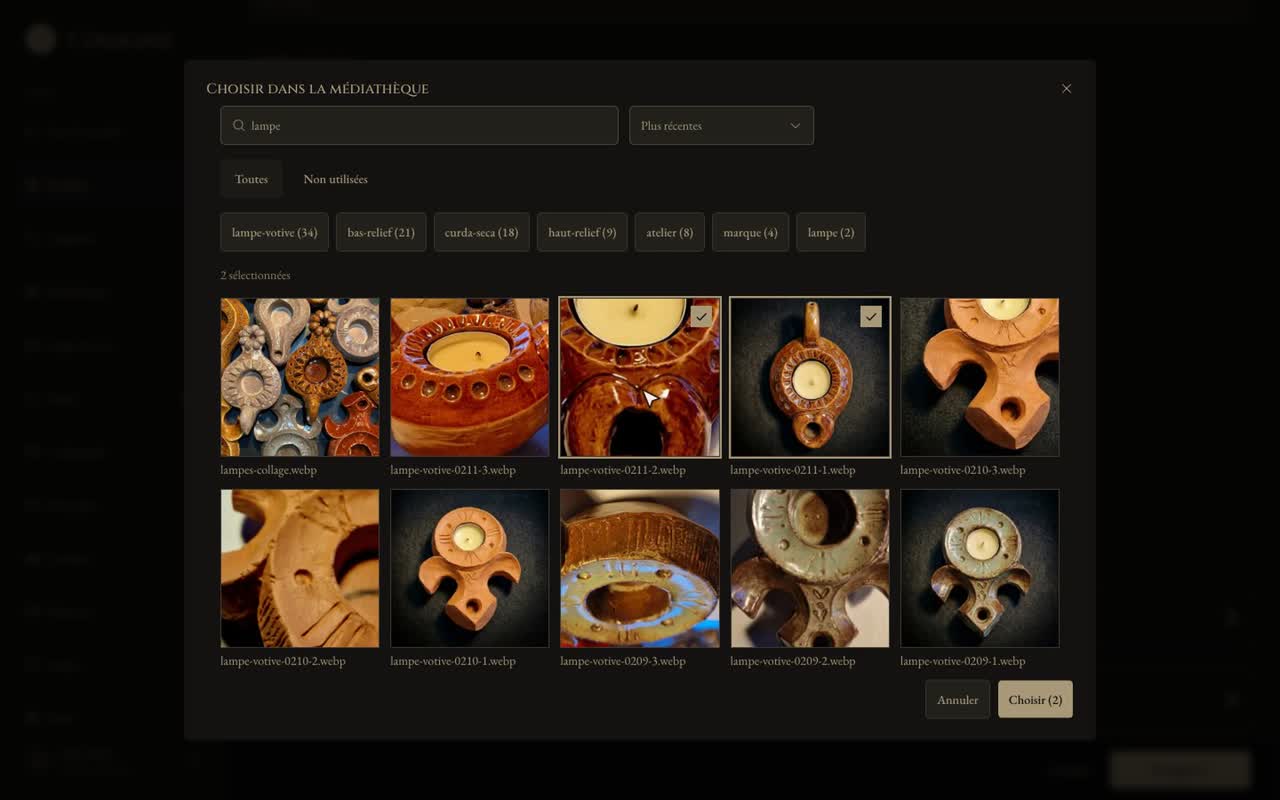 Choisir dans la médiathèque
lampe
Plus récentes
Toutes
Non utilisées
lampe-votive (34)
bas-relief (21)
curda-seca (18)
haut-relief (9)
atelier (8)
marque (4)
lampe (2)
2 sélectionnées
lampes-collage.webp
lampe-votive-0211-3.webp
lampe-votive-0211-2.webp
lampe-votive-0211-1.webp
lampe-votive-0210-3.webp
lampe-votive-0210-2.webp
lampe-votive-0210-1.webp
lampe-votive-0209-3.webp
lampe-votive-0209-2.webp
lampe-votive-0209-1.webp
Annuler
Choisir (2)